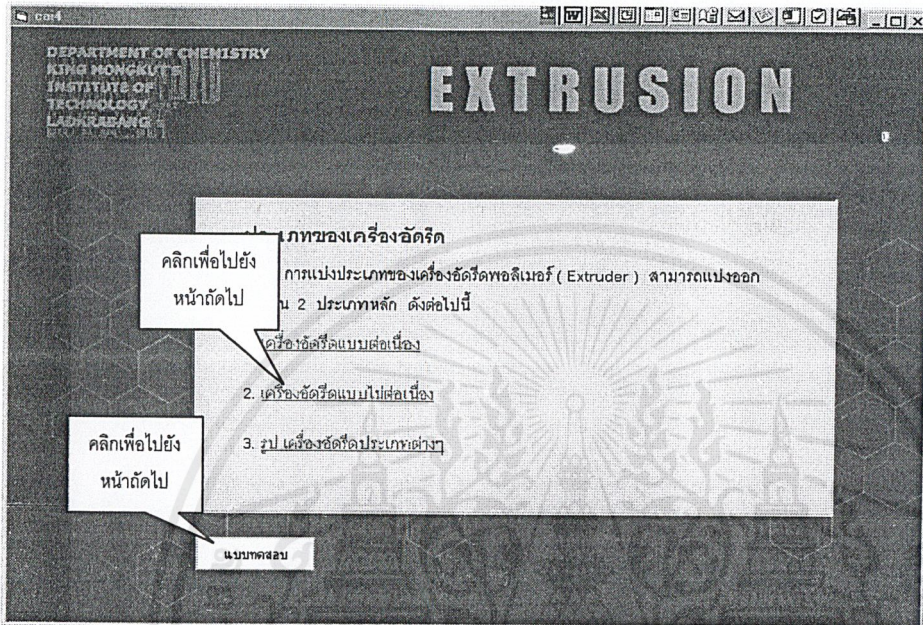 cai4
DEPARTMENT OF CHEMISTRY
KING MONGKUT'S
INSTITUTE OF
TECHNOLOGY
LADKRABANG
EXTRUSION
ประเภทของเครื่องอัดรีด
การแบ่งประเภทของเครื่องอัดรีดพอลิเมอร์ ( Extruder ) สามารถแบ่งออก
น 2 ประเภทหลัก ดังต่อไปนี้
เครื่องอัดรีดแบบต่อเนื่อง
2. เครื่องอัดรีดแบบไม่ต่อเนื่อง
3. รูป เครื่องอัดรีดประเภทต่างๆ
คลิกเพื่อไปยัง
หน้าถัดไป
คลิกเพื่อไปยัง
หน้าถัดไป
แบบทดสอบ